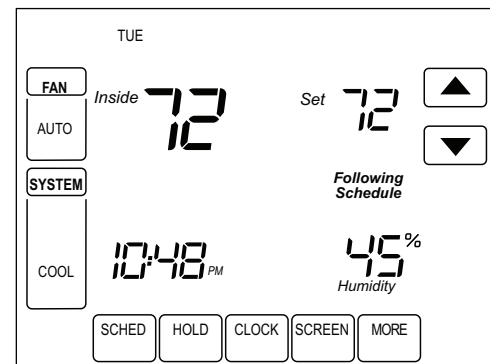 TUE
FAN
AUTO
Inside 72
Set 72
SYSTEM
COOL
Following
Schedule
10:48 PM
45%
Humidity
SCHED HOLD CLOCK SCREEN MORE